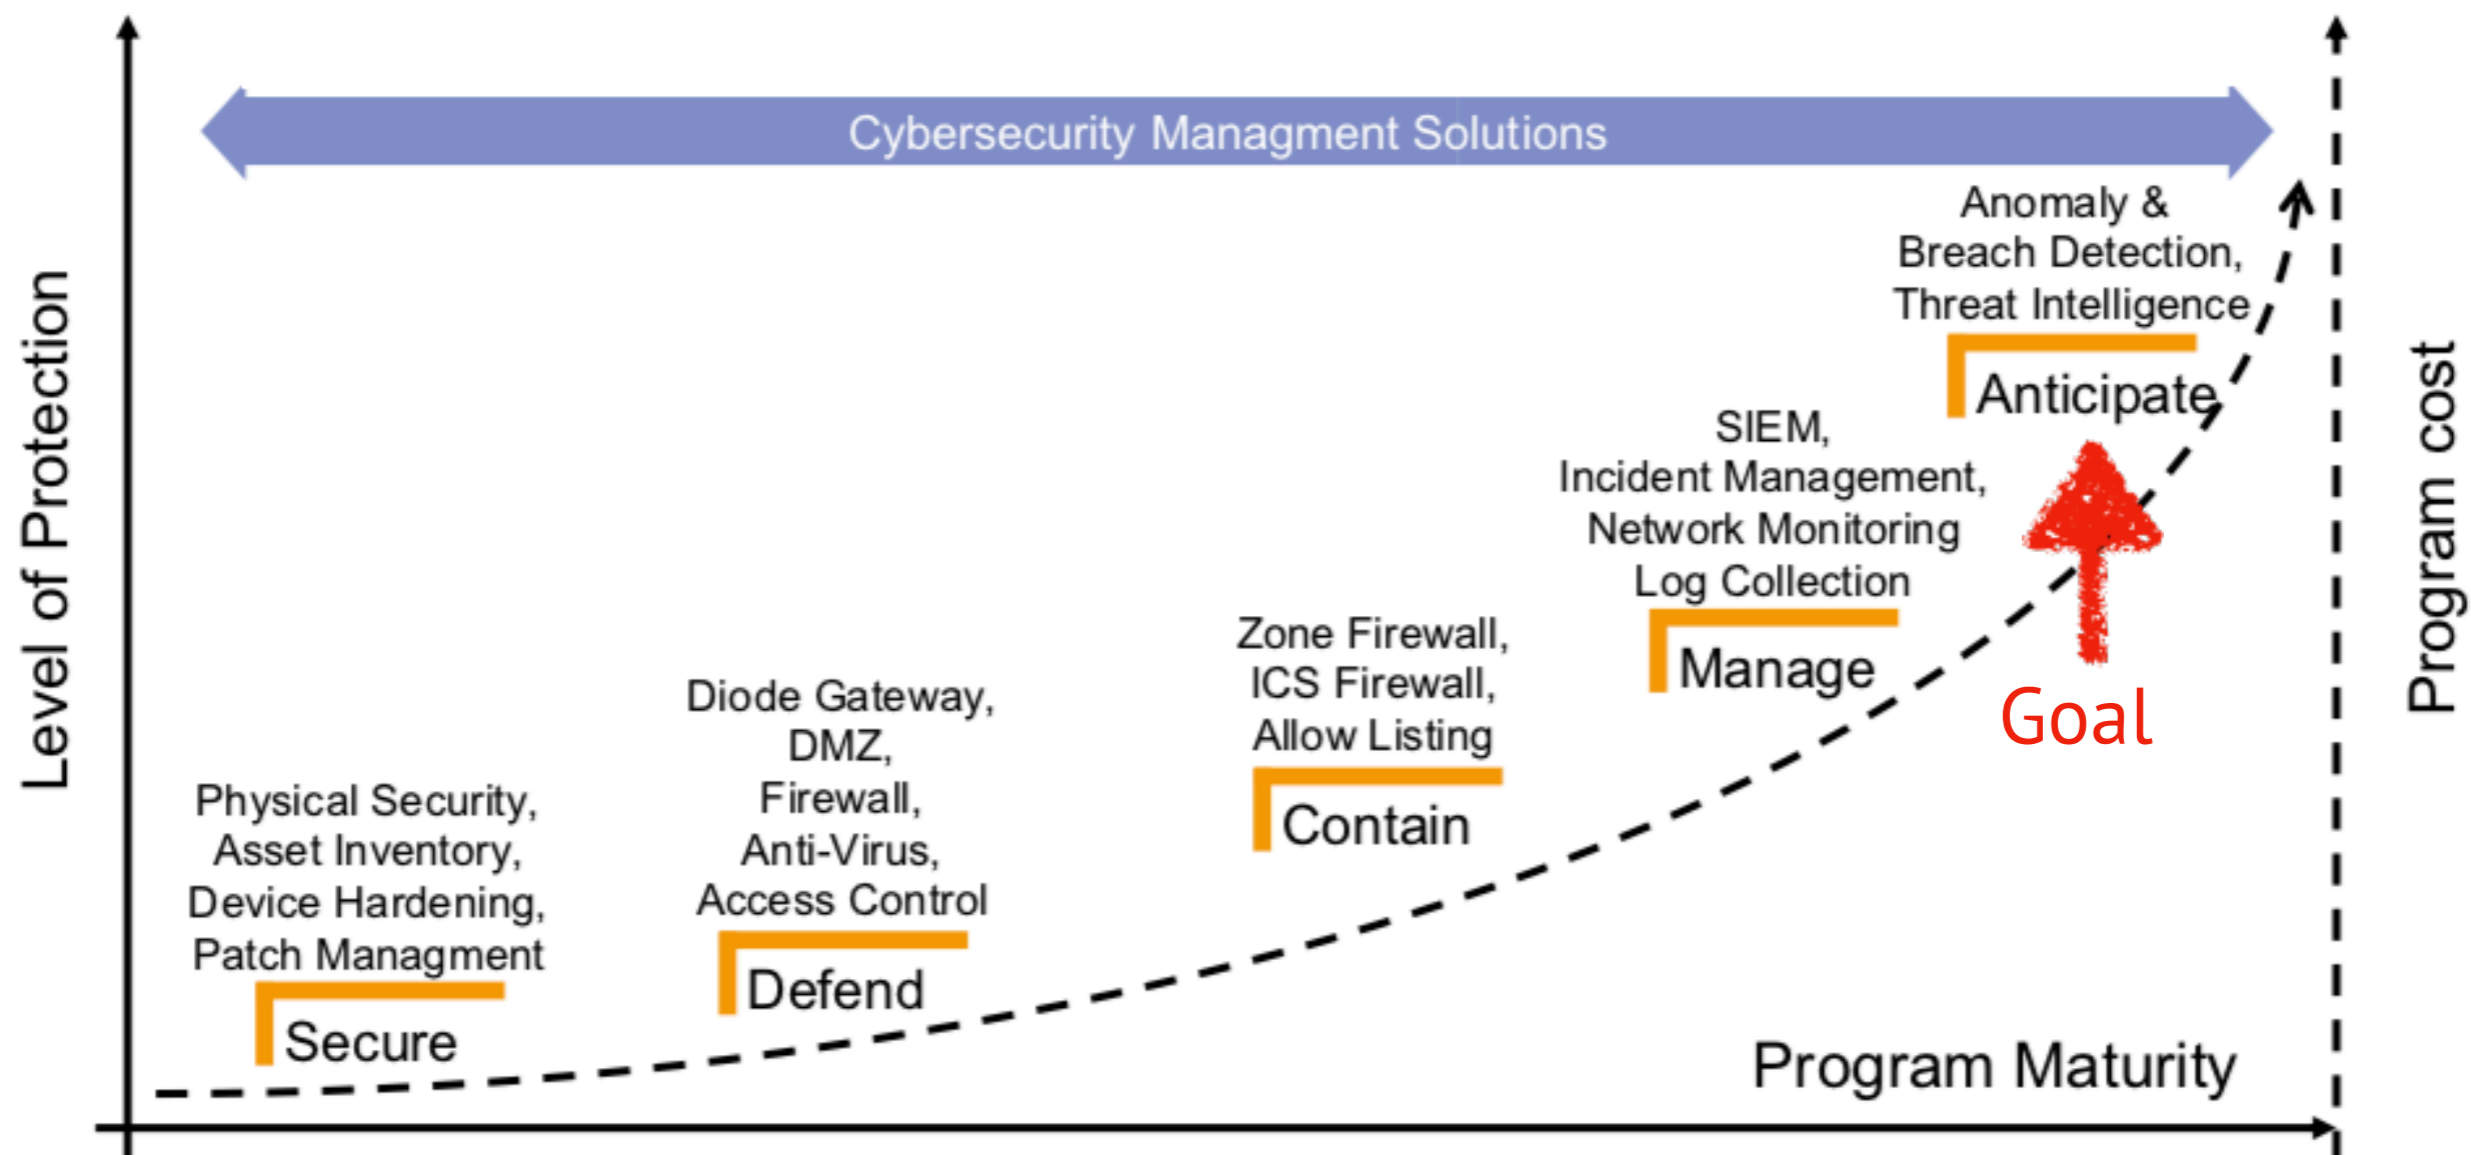 Cybersecurity Managment Solutions
Level of Protection
Program cost
Anomaly &
Breach Detection,
Threat Intelligence
Anticipate
SIEM,
Incident Management,
Network Monitoring
Log Collection
Manage
Goal
Zone Firewall,
ICS Firewall,
Allow Listing
Contain
Diode Gateway,
DMZ,
Firewall,
Anti-Virus,
Access Control
Defend
Physical Security,
Asset Inventory,
Device Hardening,
Patch Managment
Secure
Program Maturity